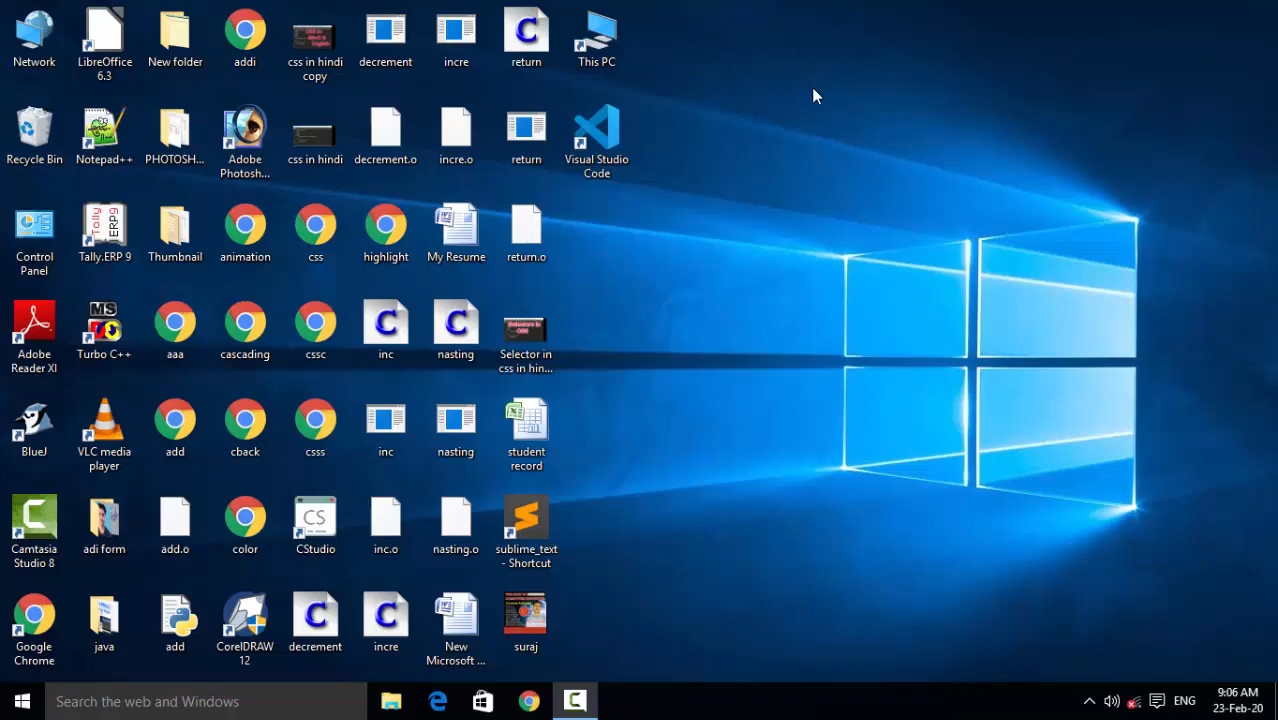 Network
LibreOffice 6.3
New folder
addi
css in hindi copy
decrement
incre
return
This PC
Recycle Bin
Notepad++
PHOTOSH...
Adobe Photosh...
css in hindi
decrement.o
incre.o
return
Visual Studio Code
Control Panel
Tally.ERP 9
Thumbnail
animation
css
highlight
My Resume
return.o
Adobe Reader XI
Turbo C++
aaa
cascading
cssc
inc
nasting
Selector in css in hin...
BlueJ
VLC media player
add
cback
csss
inc
nasting
student record
Camtasia Studio 8
adi form
add.o
color
CStudio
inc.o
nasting.o
sublime_text - Shortcut
Google Chrome
java
add
CorelDRAW 12
decrement
incre
New Microsoft ...
suraj
Search the web and Windows
ENG
9:06 AM
23-Feb-20